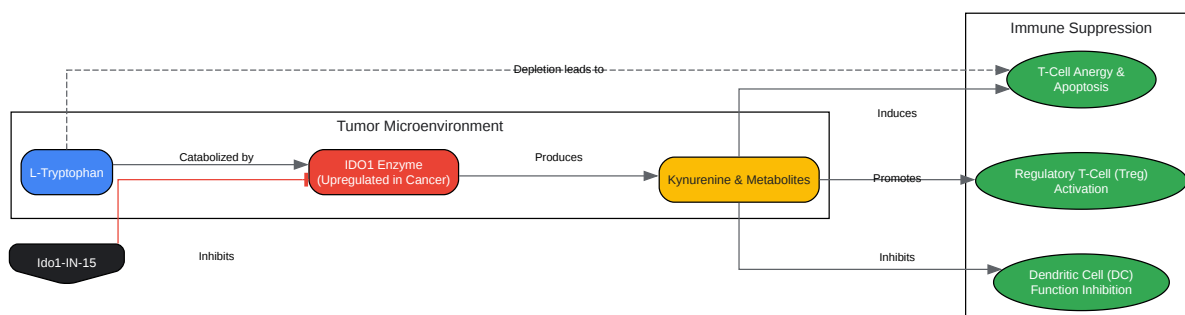 Immune Suppression
Depletion leads to
T-Cell Anergy &
Apoptosis
Induces
Tumor Microenvironment
L-Tryptophan
Catabolized by
IDO1 Enzyme
(Upregulated in Cancer)
Produces
Kynurenine & Metabolites
Promotes
Regulatory T-Cell (Treg)
Activation
Ido1-IN-15
Inhibits
Inhibits
Dendritic Cell (DC)
Function Inhibition